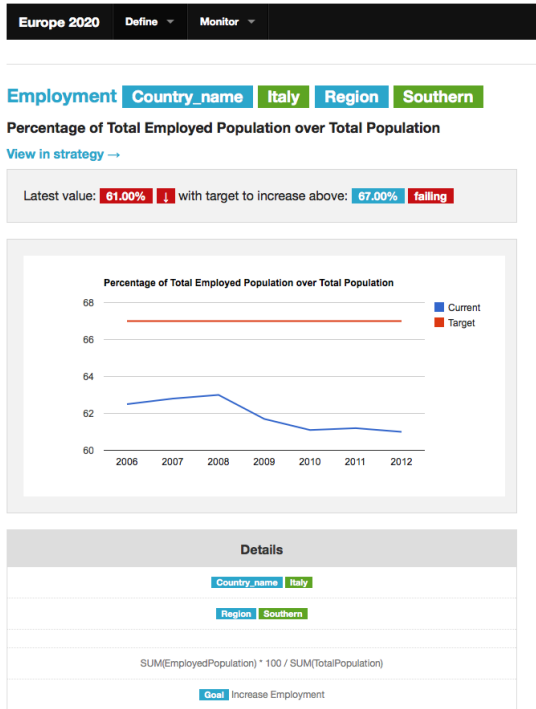 Europe 2020 Define Monitor
Employment Country_name Italy Region Southern
Percentage of Total Employed Population over Total Population
View in strategy →
Latest value: 61.00% ↓ with target to increase above: 67.00% falling
Percentage of Total Employed Population over Total Population
68
66
64
62
60
2006 2007 2008 2009 2010 2011 2012
Current
Target
Details
Country_name Italy
Region Southern
SUM(EmployedPopulation) * 100 / SUM(TotalPopulation)
Goal Increase Employment